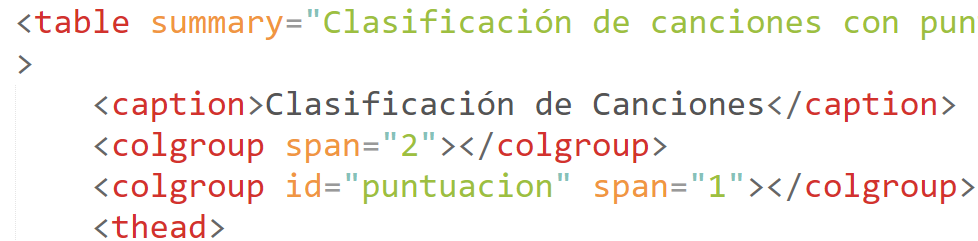 <table summary="Clasificación de canciones con pun
>
<caption>Clasificación de Canciones</caption>
<colgroup span="2"></colgroup>
<colgroup id="puntuacion" span="1"></colgroup>
<thead>